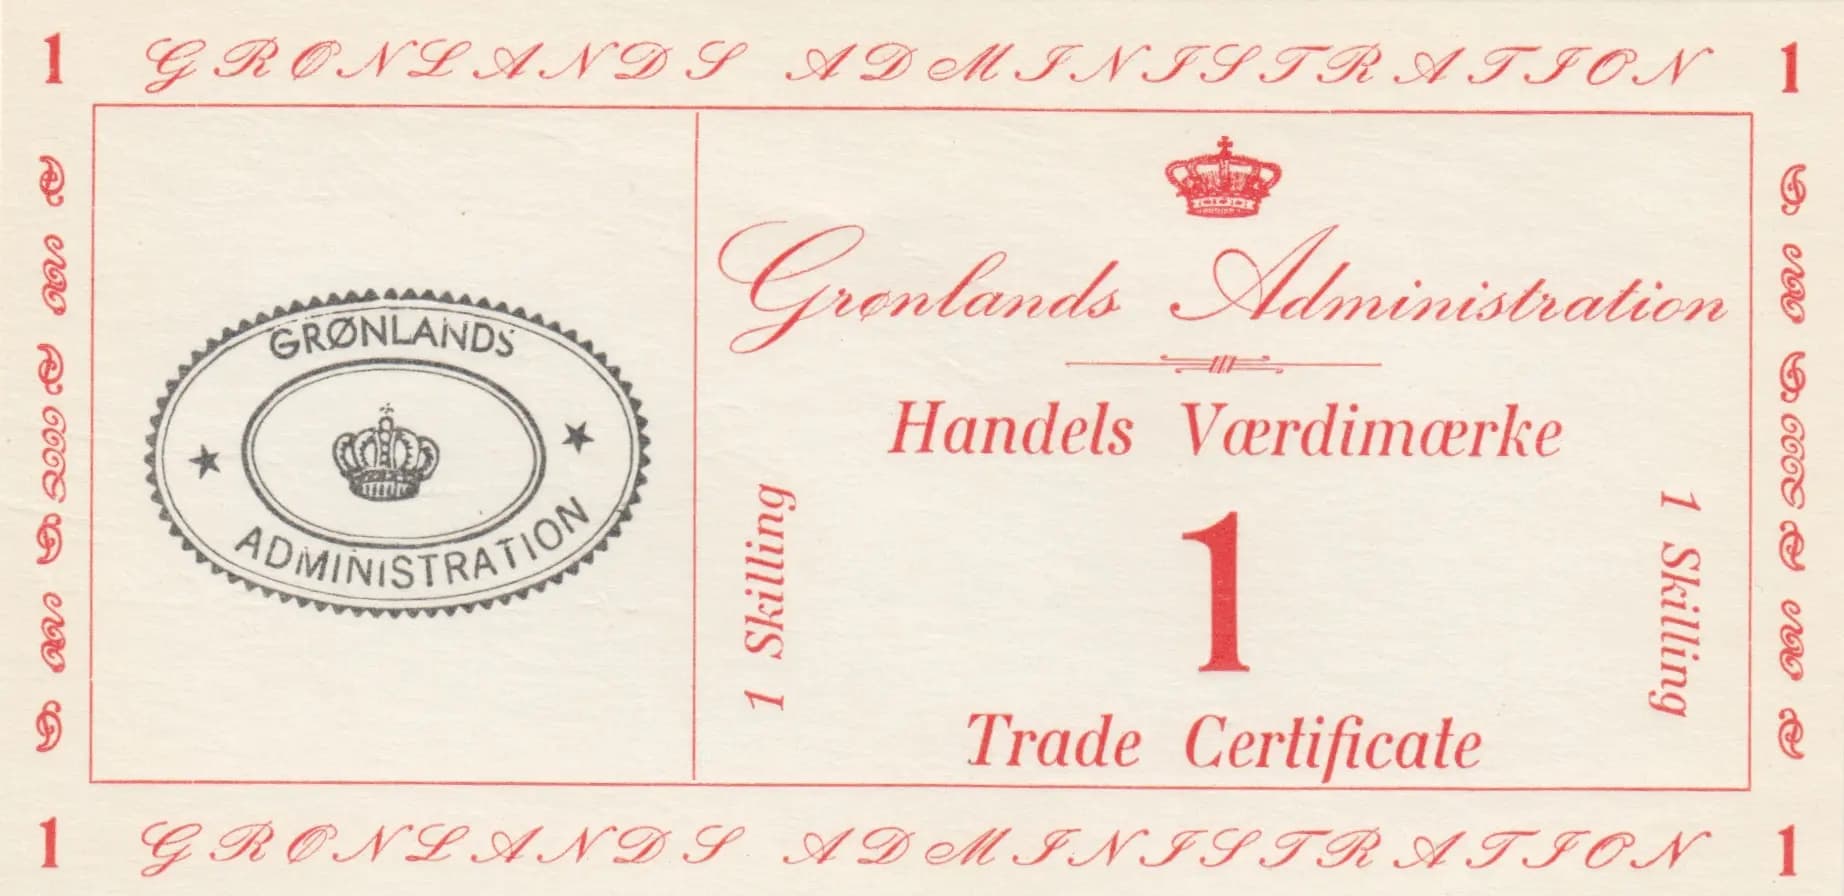 1 GRØNLANDS ADMINISTRATION 1
GRØNLANDS
ADMINISTRATION
Grønlands Administration
Handels Værdimærke
1 Skilling
1
1 Skilling
Trade Certificate
1 GRØNLANDS ADMINISTRATION 1